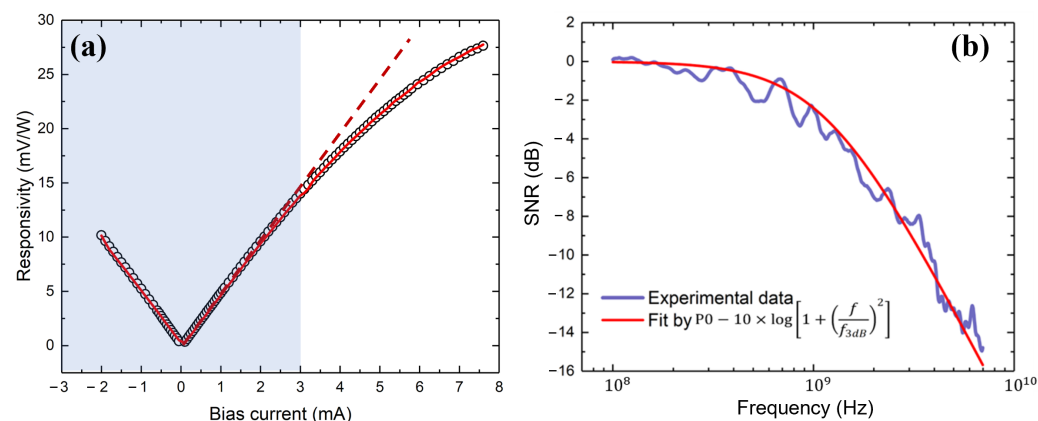 (a)
Responsivity (mV/W)
30
25
20
15
10
5
0
−3 −2 −1 0 1 2 3 4 5 6 7 8
Bias current (mA)
(b)
SNR (dB)
2
0
−2
−4
−6
−8
−10
−12
−14
−16
Experimental data
Fit by P0 − 10 × log[1 + (f/f3dB)²]
10⁸ 10⁹ 10¹⁰
Frequency (Hz)